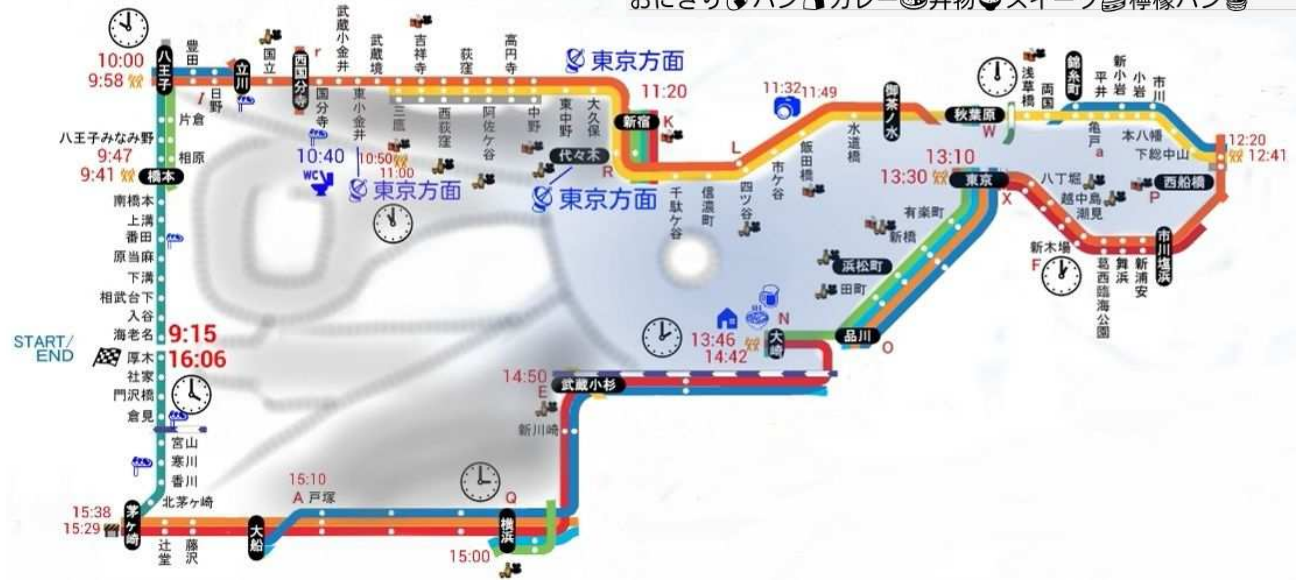 おにぎり パン カレー 丼物 スイーツ 檸檬パン
10:00
9:58
八王子
豊田
日野
立川
国立
西国分寺
r
国分寺
武蔵小金井
東小金井
武蔵境
三鷹
吉祥寺
西荻窪
荻窪
阿佐ケ谷
高円寺
中野
東中野
大久保
東京方面
11:20
新宿
K
代々木
R
東京方面
東京方面
10:40
WC
10:50
11:00
千駄ケ谷
信濃町
L
四ツ谷
市ケ谷
11:32
11:49
飯田橋
水道橋
御茶ノ水
秋葉原
W
浅草橋
両国
錦糸町
亀戸
a
平井
新小岩
小岩
市川
本八幡
下総中山
12:20
12:41
西船橋
P
市川塩浜
新浦安
舞浜
葛西臨海公園
新木場
F
潮見
越中島
八丁堀
X
13:10
13:30
東京
有楽町
新橋
浜松町
田町
品川
O
N
大崎
13:46
14:42
14:50
武蔵小杉
E
新川崎
Q
横浜
15:00
15:10
A
戸塚
大船
藤沢
辻堂
15:38
15:29
茅ケ崎
北茅ケ崎
香川
寒川
宮山
倉見
門沢橋
社家
厚木
START/
END
9:15
16:06
海老名
入谷
相武台下
下溝
原当麻
番田
上溝
南橋本
橋本
9:47
9:41
相原
八王子みなみ野
片倉